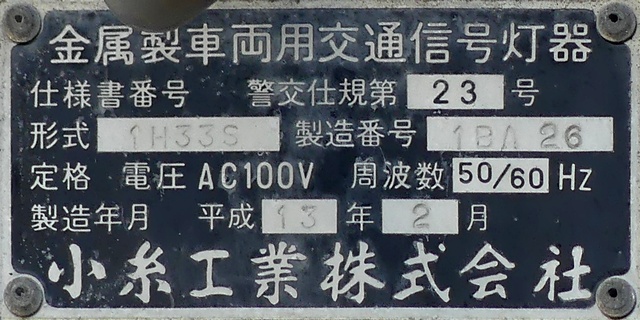 金属製車両用交通信号灯器
仕様書番号 警交仕規第 23 号
形式 1H33S 製造番号 1BA 26
定格 電圧 AC100V 周波数 50/60 Hz
製造年月 平成 13 年 2 月
小糸工業株式会社